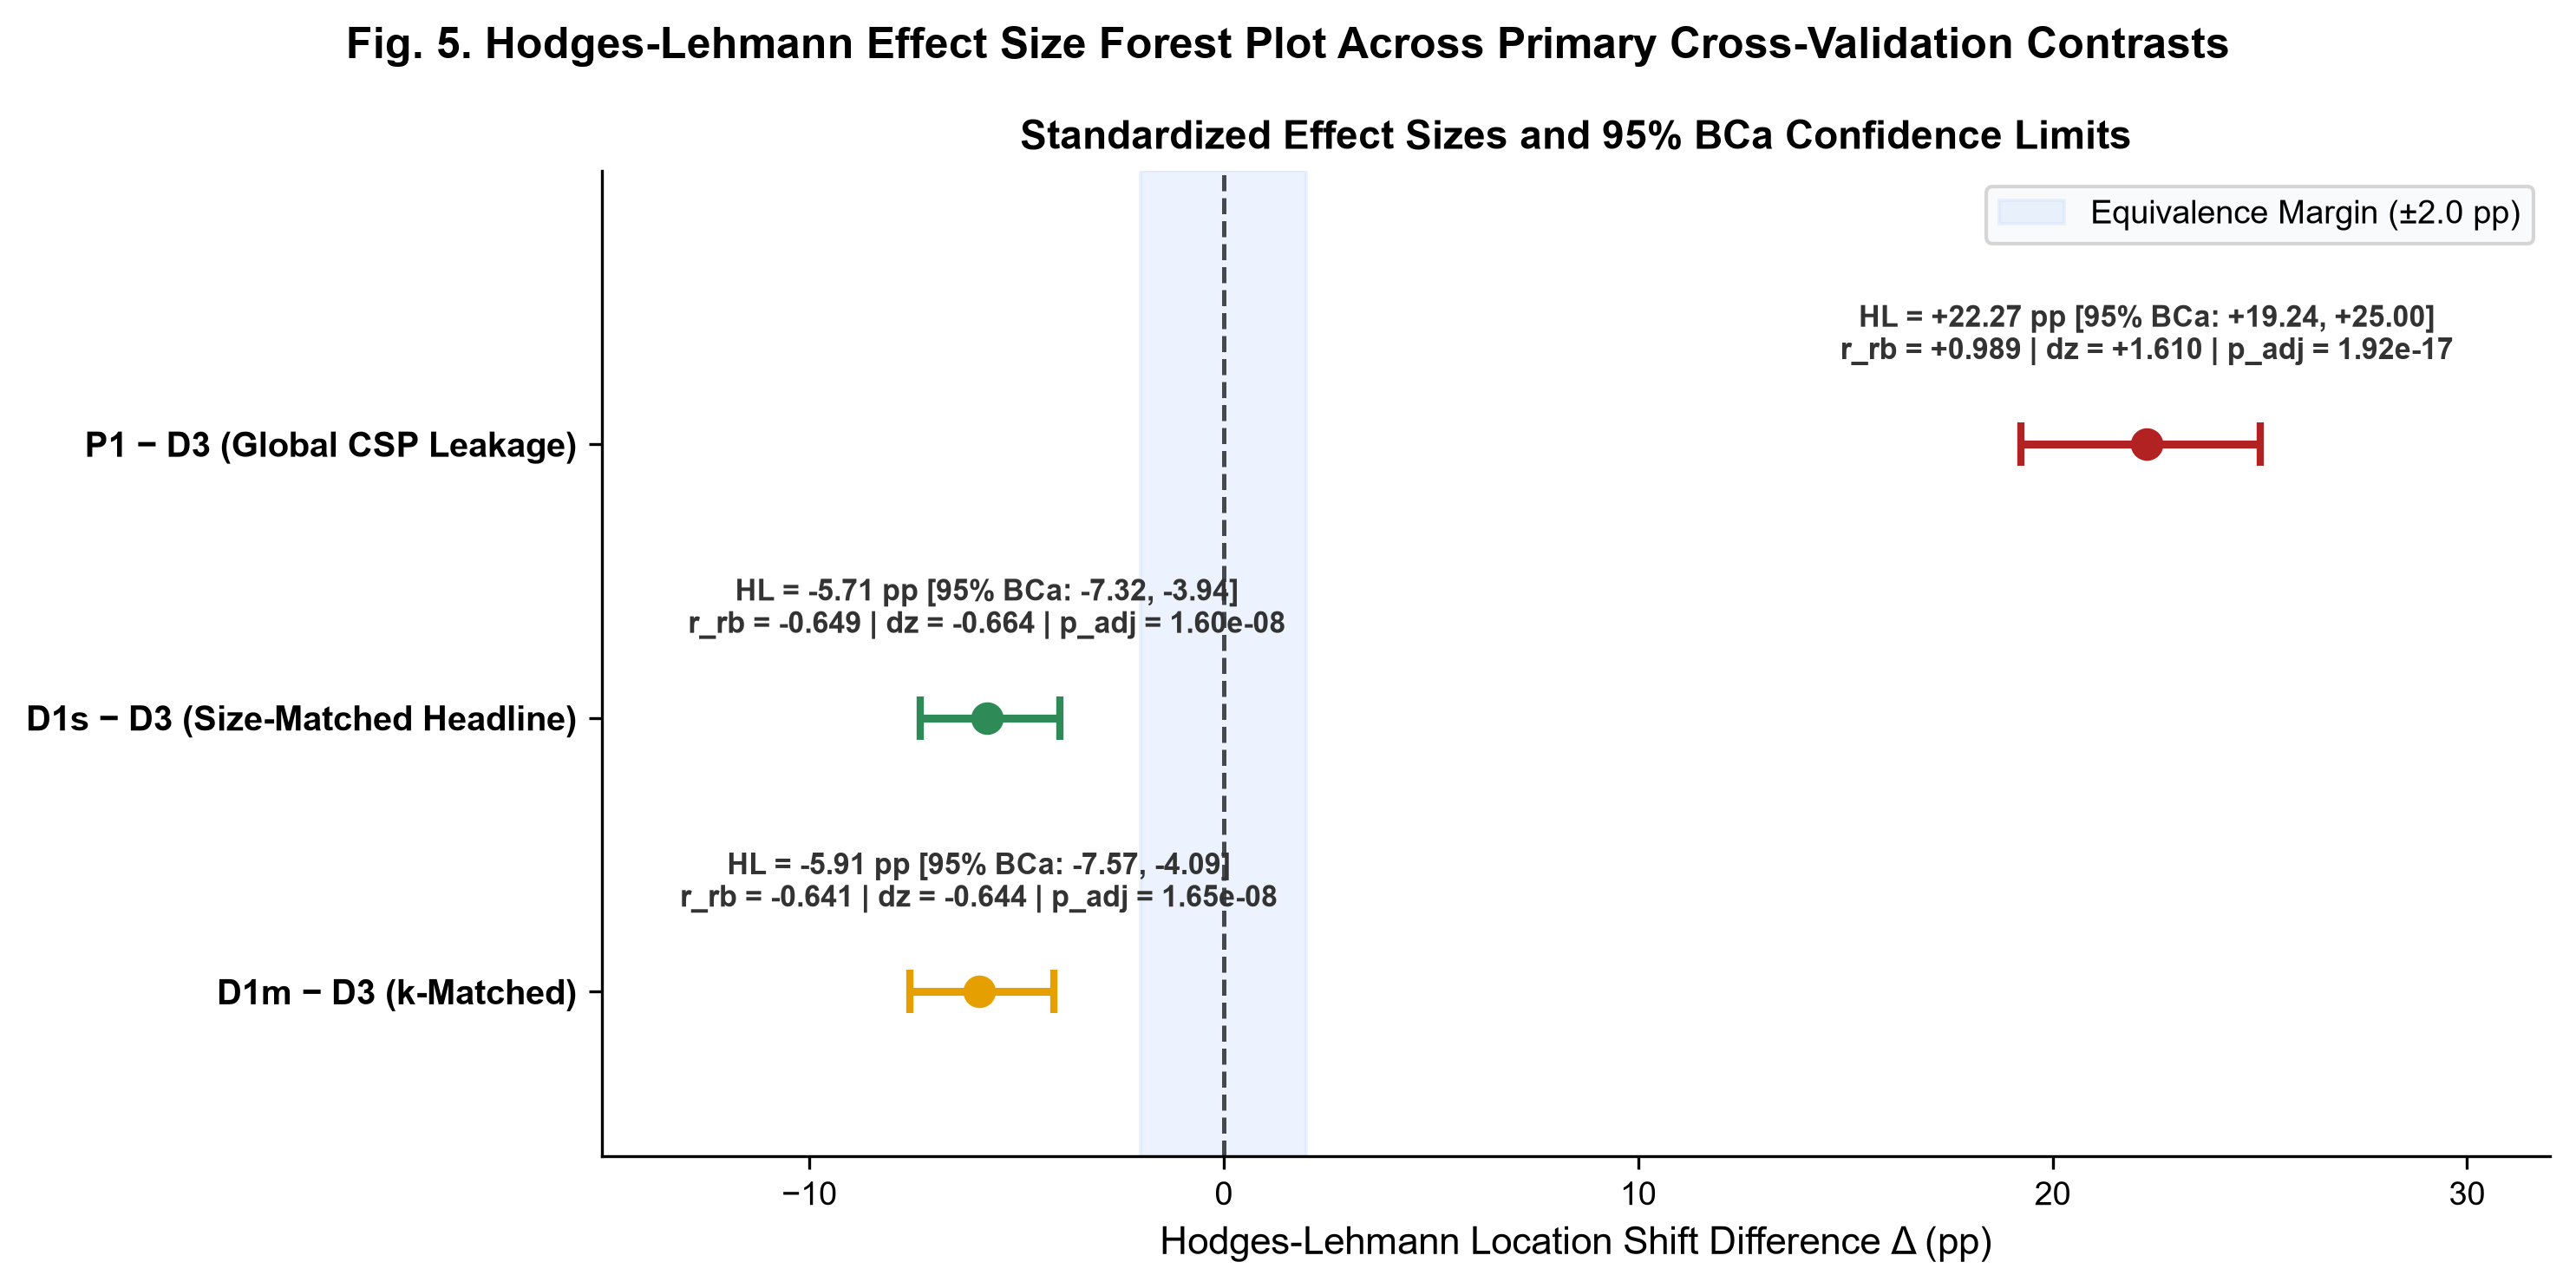 Fig. 5. Hodges-Lehmann Effect Size Forest Plot Across Primary Cross-Validation Contrasts
Standardized Effect Sizes and 95% BCa Confidence Limits
Equivalence Margin (±2.0 pp)
HL = +22.27 pp [95% BCa: +19.24, +25.00]
r_rb = +0.989 | dz = +1.610 | p_adj = 1.92e-17
P1 − D3 (Global CSP Leakage)
HL = -5.71 pp [95% BCa: -7.32, -3.94]
r_rb = -0.649 | dz = -0.664 | p_adj = 1.60e-08
D1s − D3 (Size-Matched Headline)
HL = -5.91 pp [95% BCa: -7.57, -4.09]
r_rb = -0.641 | dz = -0.644 | p_adj = 1.65e-08
D1m − D3 (k-Matched)
−10 0 10 20 30
Hodges-Lehmann Location Shift Difference Δ (pp)